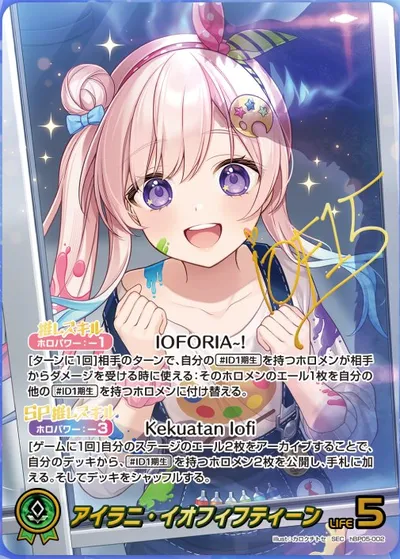 iOFI15
推しスキル
ホロパワー：－1
IOFORIA~!
[ターンに1回]相手のターンで、自分の #ID1期生 を持つホロメンが相手
からダメージを受ける時に使える：そのホロメンのエール1枚を自分の
他の #ID1期生 を持つホロメンに付け替える。
SP推しスキル
ホロパワー：－3
Kekuatan Iofi
[ゲームに1回]自分のステージのエール2枚をアーカイブすることで、
自分のデッキから、#ID1期生 を持つホロメン2枚を公開し、手札に加
える。そしてデッキをシャッフルする。
アイラニ・イオフィフティーン
LIFE 5
Illust：カロクチトセ SEC hBP05-002